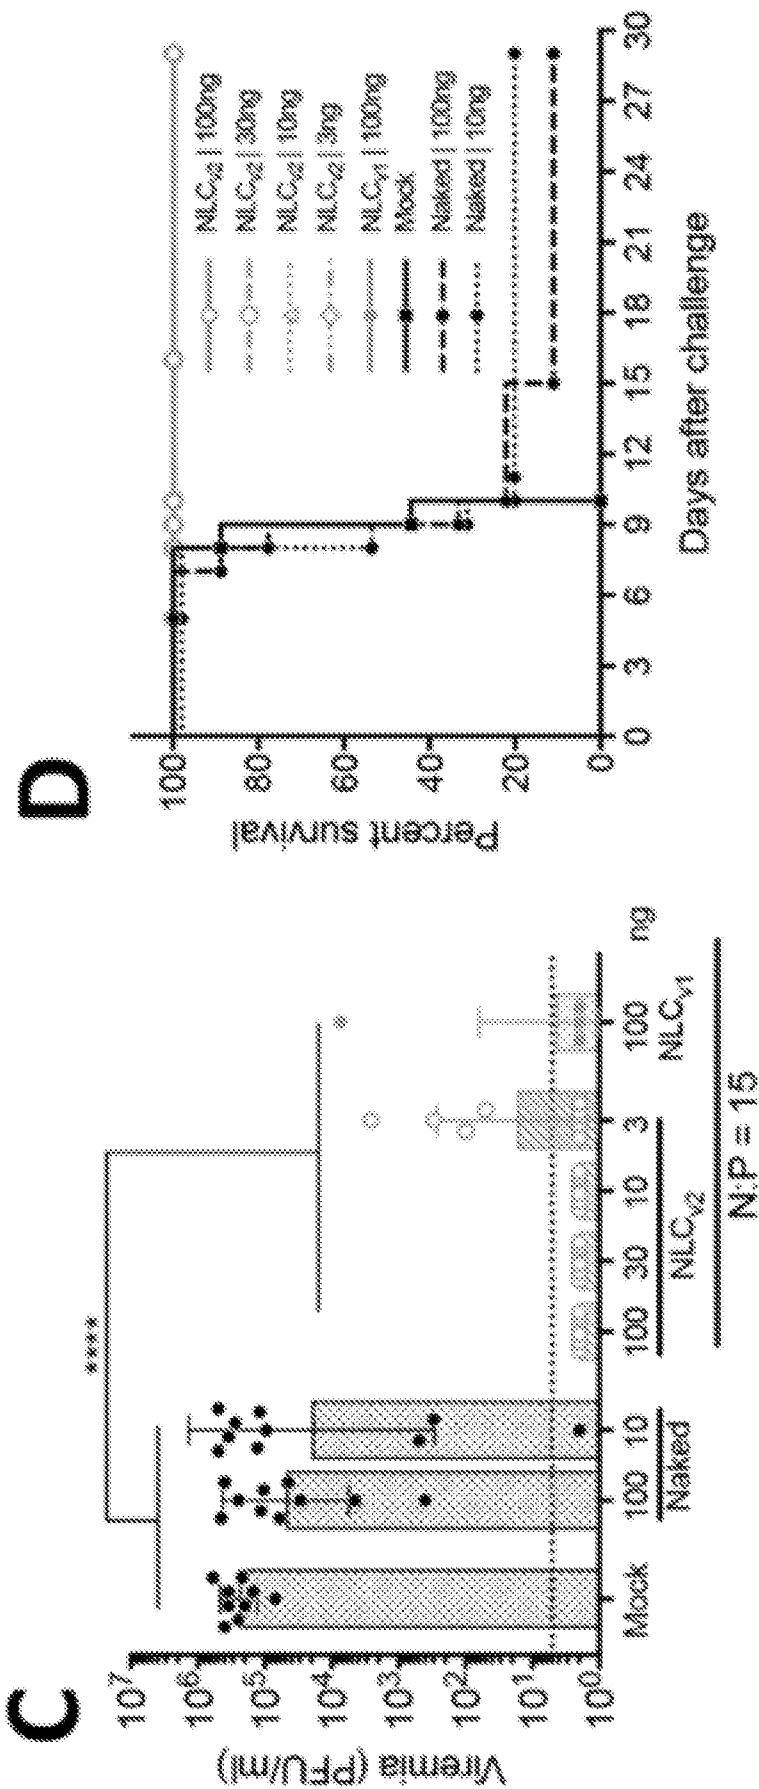 C
Viremia (PFU/ml)
10⁷
10⁶
10⁵
10⁴
10³
10²
10¹
10⁰
****
Mock
100 10
Naked
100 30 10 3
NLCv2
100
NLCv1
ng
N:P = 15
D
Percent survival
100
80
60
40
20
0
0 3 6 9 12 15 18 21 24 27 30
Days after challenge
NLCv2 | 100ng
NLCv2 | 30ng
NLCv2 | 10ng
NLCv2 | 3ng
NLCv1 | 100ng
Mock
Naked | 100ng
Naked | 10ng